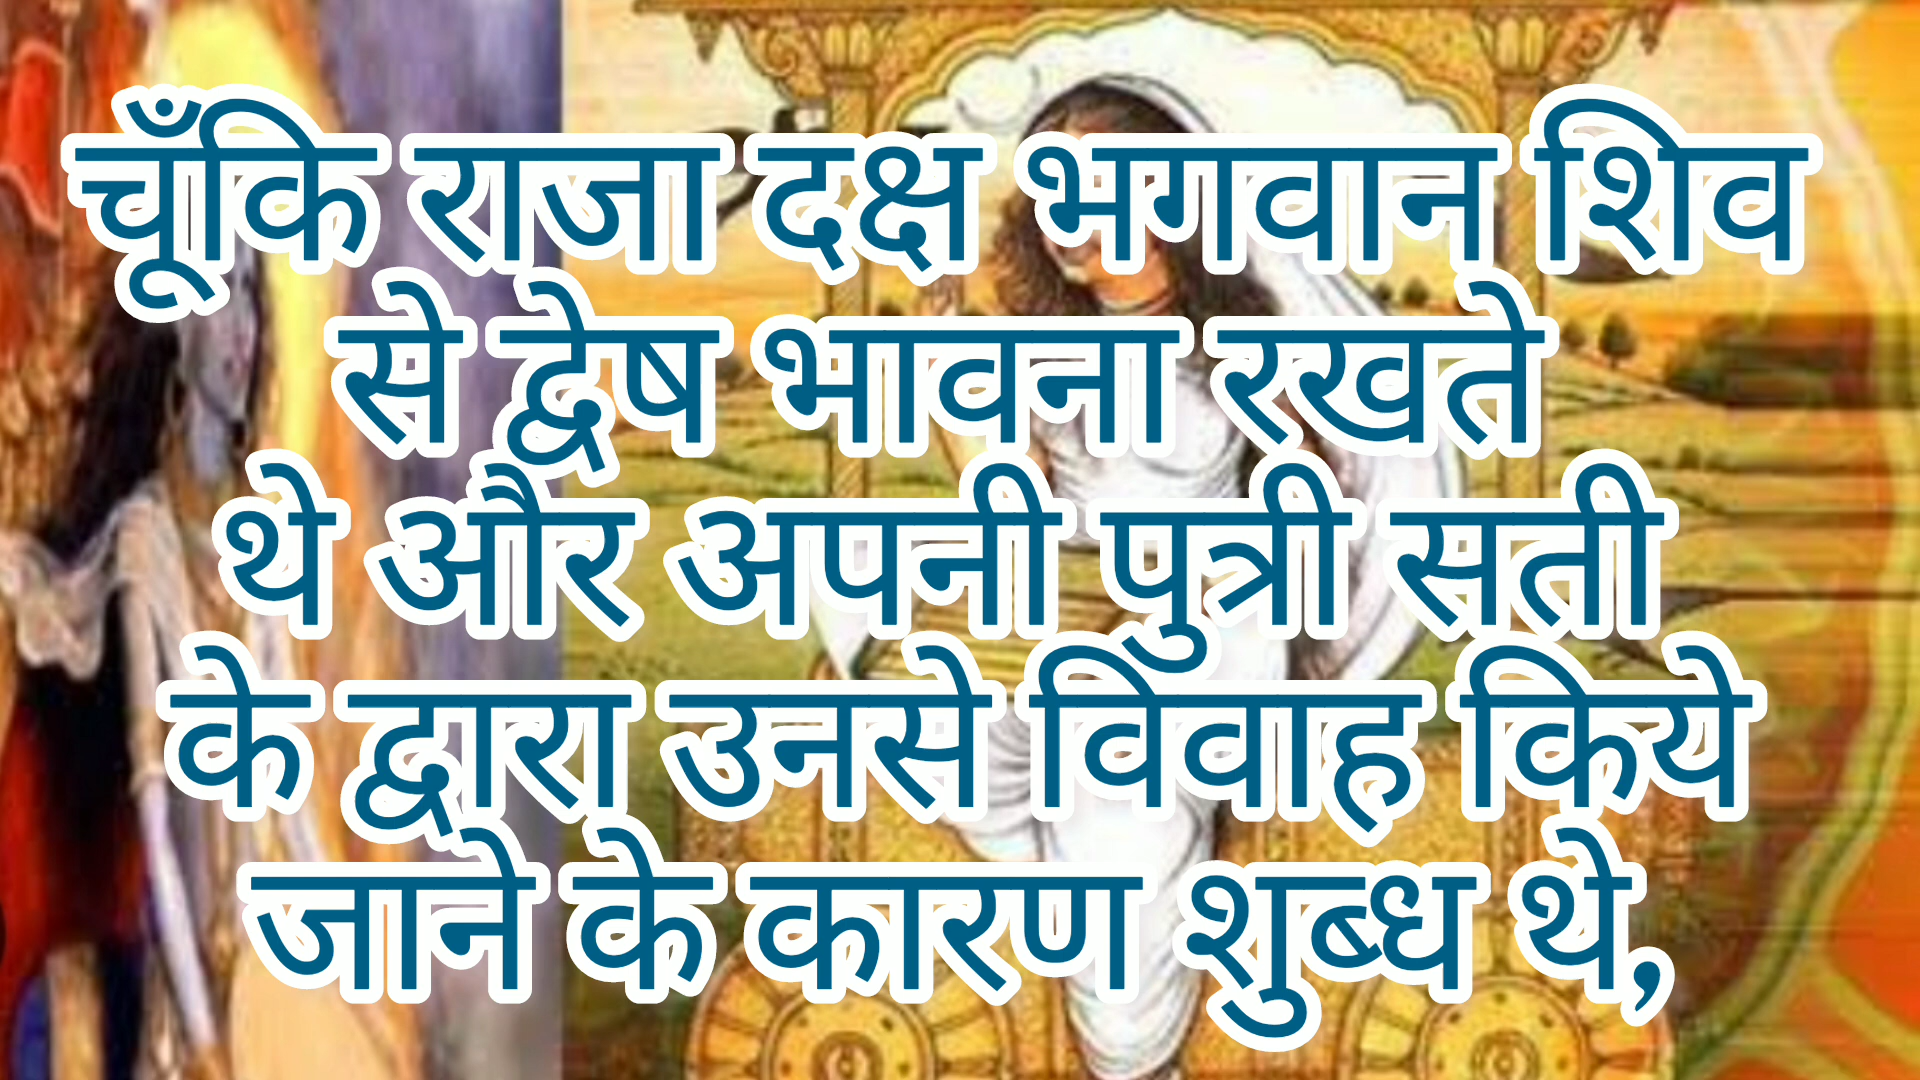 चूँकि राजा दक्ष भगवान शिव
से द्वेष भावना रखते
थे और अपनी पुत्री सती
के द्वारा उनसे विवाह किये
जाने के कारण शुब्ध थे,